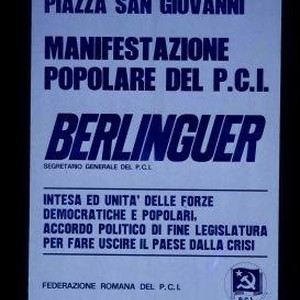 PIAZZA SAN GIOVANNI
MANIFESTAZIONE
POPOLARE DEL P.C.I.
BERLINGUER
SEGRETARIO GENERALE DEL P.C.I.
INTESA ED UNITA' DELLE FORZE
DEMOCRATICHE E POPOLARI,
ACCORDO POLITICO DI FINE LEGISLATURA
PER FARE USCIRE IL PAESE DALLA CRISI
FEDERAZIONE ROMANA DEL P.C.I.
P.C.I.